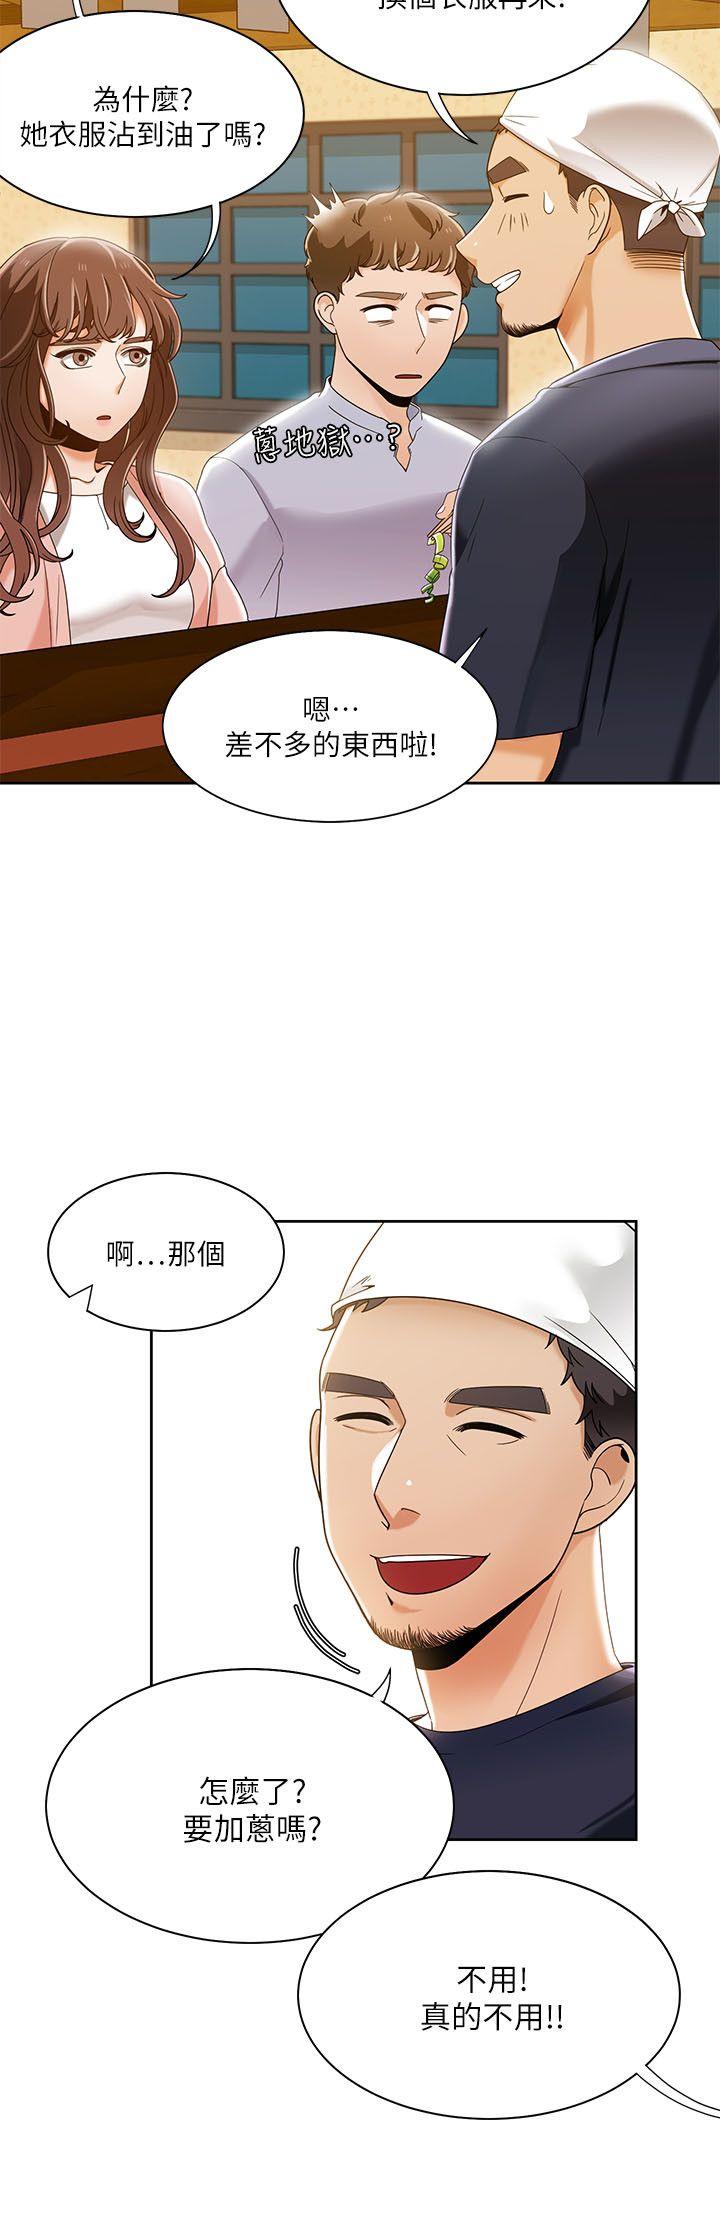 換個衣服再來.
為什麼?
她衣服沾到油了嗎?
蔥地獄…?
嗯…
差不多的東西啦!
啊...那個
怎麼了?
要加蔥嗎?
不用!
真的不用!!